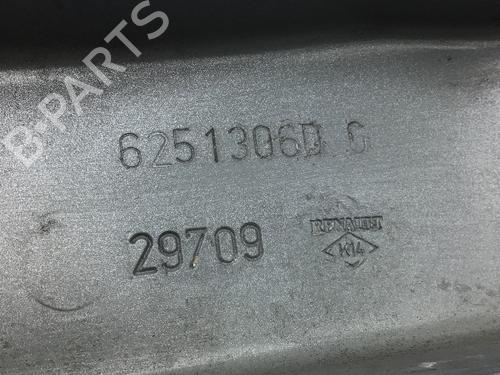 B-PARTS
6251306D C
29709
RENAULT
K14